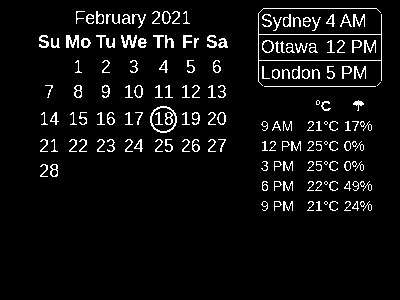 February 2021
Su Mo Tu We Th Fr Sa
1 2 3 4 5 6
7 8 9 10 11 12 13
14 15 16 17 18 19 20
21 22 23 24 25 26 27
28
Sydney 4 AM
Ottawa 12 PM
London 5 PM
°C ☂
9 AM 21°C 17%
12 PM 25°C 0%
3 PM 25°C 0%
6 PM 22°C 49%
9 PM 21°C 24%